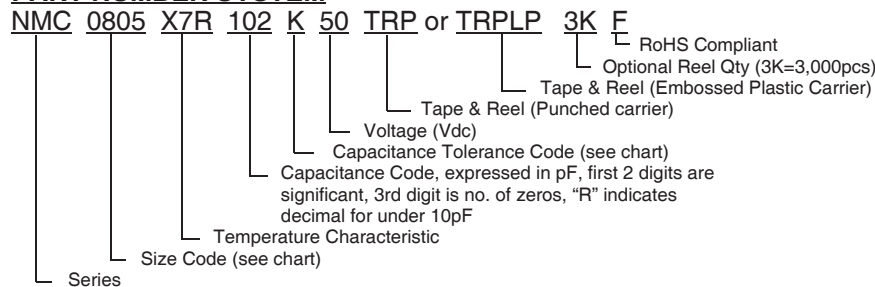 NMC 0805 X7R 102 K 50 TRP or TRPLP 3K F
RoHS Compliant
Optional Reel Qty (3K=3,000pcs)
Tape & Reel (Embossed Plastic Carrier)
Tape & Reel (Punched carrier)
Voltage (Vdc)
Capacitance Tolerance Code (see chart)
Capacitance Code, expressed in pF, first 2 digits are
significant, 3rd digit is no. of zeros, “R” indicates
decimal for under 10pF
Temperature Characteristic
Size Code (see chart)
Series